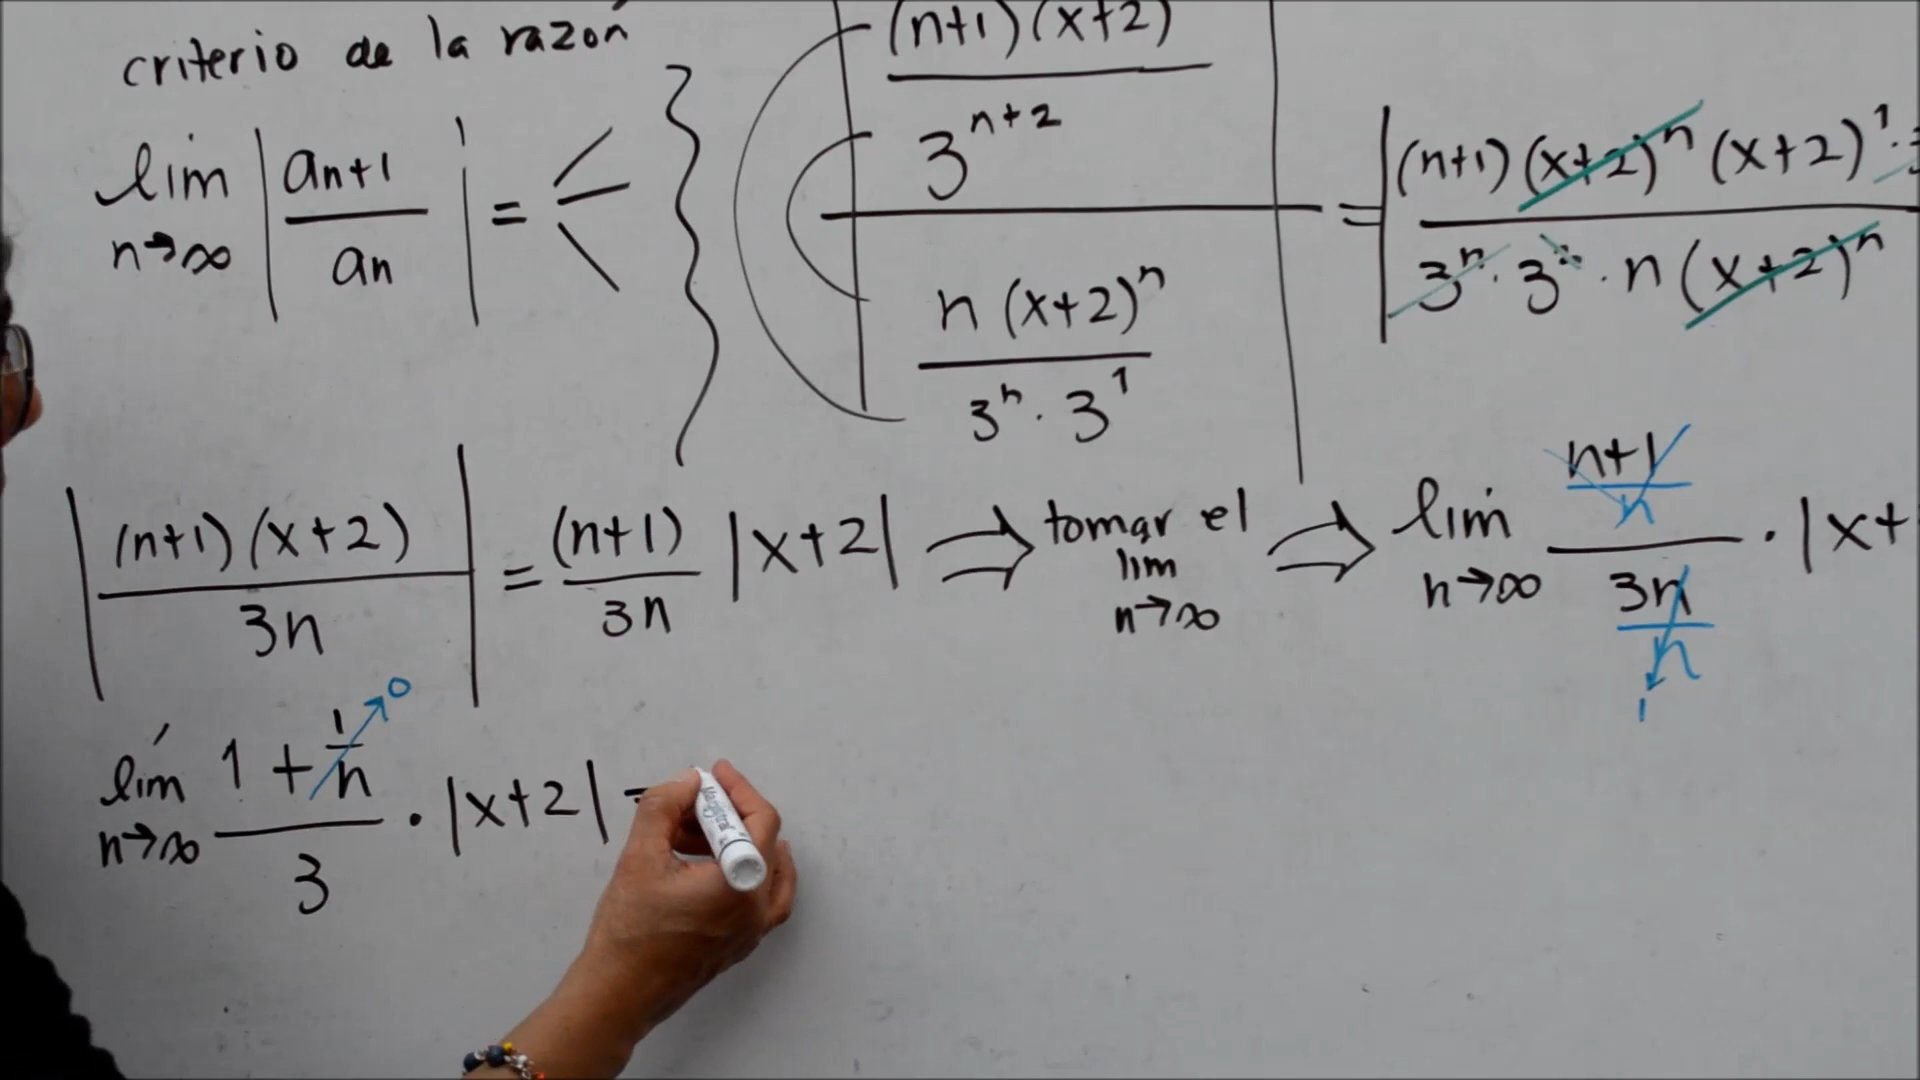 criterio de la razón
lim n→∞ | an+1 / an | =
(n+1)(x+2)
3^n+2
n(x+2)^n
3^n · 3^1
= | (n+1)(x+2)^n (x+2)^1 ·
3^n · 3 · n(x+2)^n
| (n+1)(x+2) / 3n | = (n+1) / 3n |x+2| ⇒ tomar el lim n→∞ ⇒ lim n→∞ (n+1 / n) / (3n / n) · |x+
1
0
lim n→∞ (1 + 1/n) / 3 · |x+2| =
Magistral